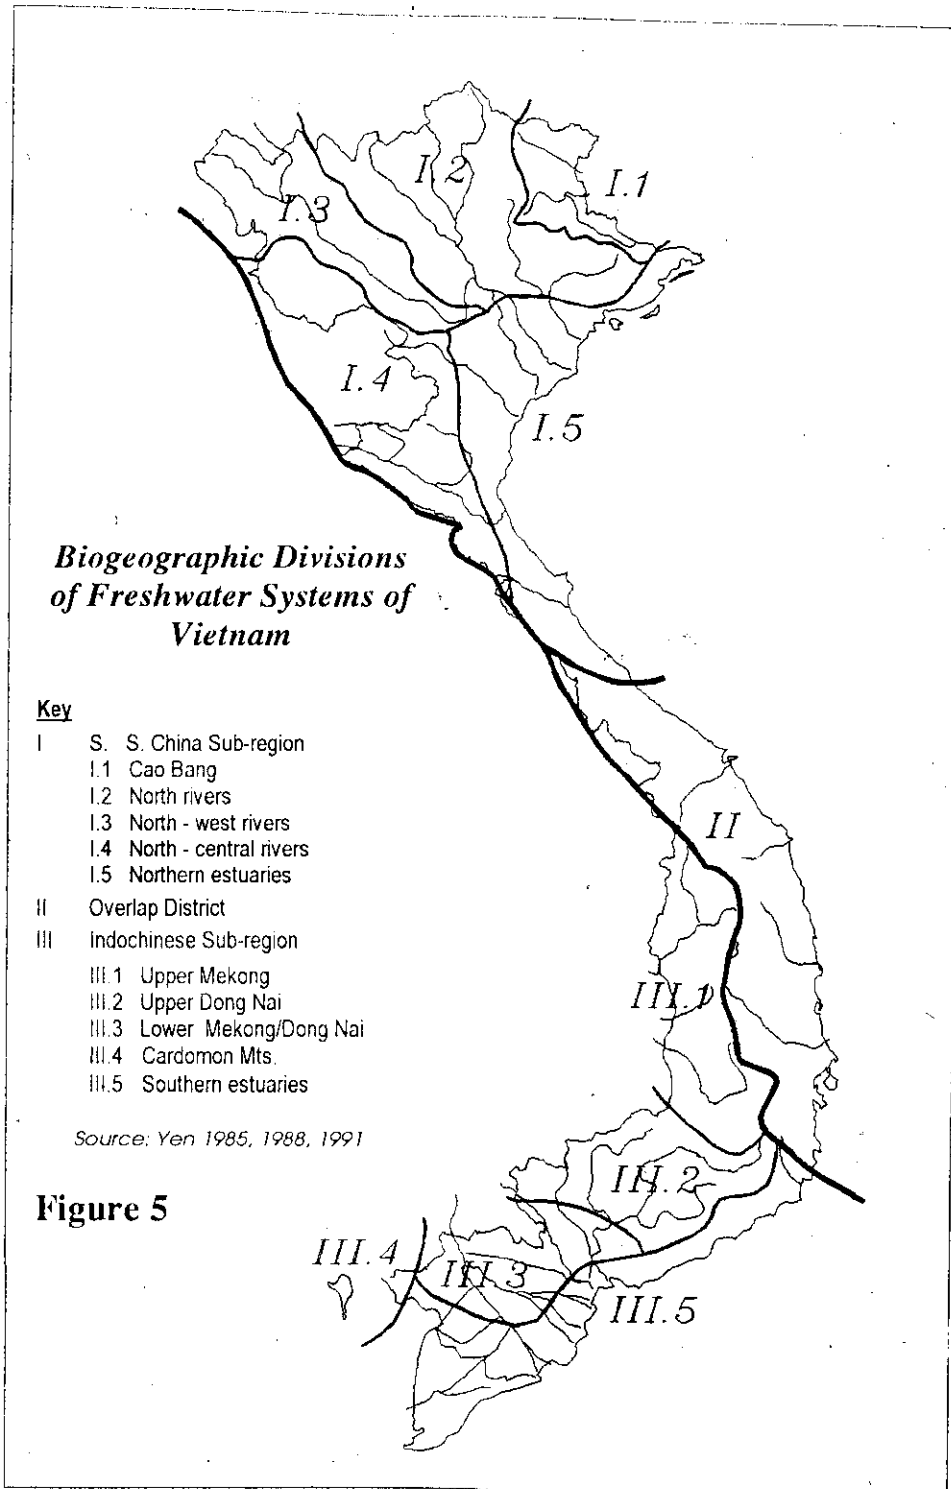 I.2
I.1
I.3
I.4
I.5
Biogeographic Divisions
of Freshwater Systems of
Vietnam
Key
I S. S. China Sub-region
I.1 Cao Bang
I.2 North rivers
I.3 North - west rivers
I.4 North - central rivers
I.5 Northern estuaries
II Overlap District
III Indochinese Sub-region
III.1 Upper Mekong
III.2 Upper Dong Nai
III.3 Lower Mekong/Dong Nai
III.4 Cardomon Mts.
III.5 Southern estuaries
Source: Yen 1985, 1988, 1991
Figure 5
II
III.1
III.2
III.4
III.3
III.5